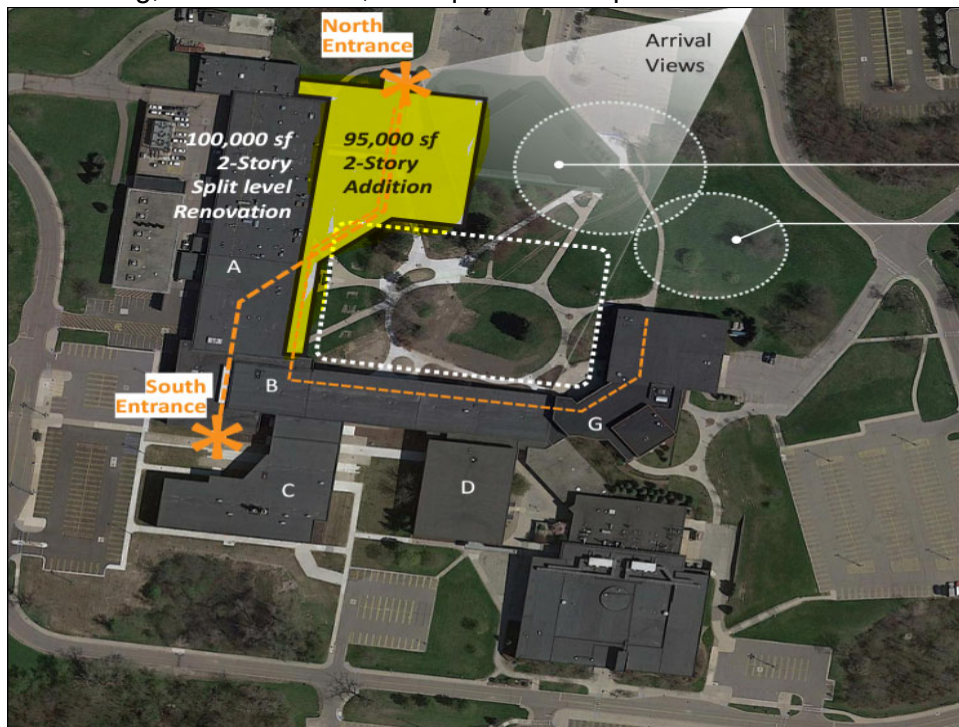 North
Entrance
Arrival
Views
100,000 sf
2-Story
Split level
Renovation
95,000 sf
2-Story
Addition
A
South
Entrance
B
G
C
D